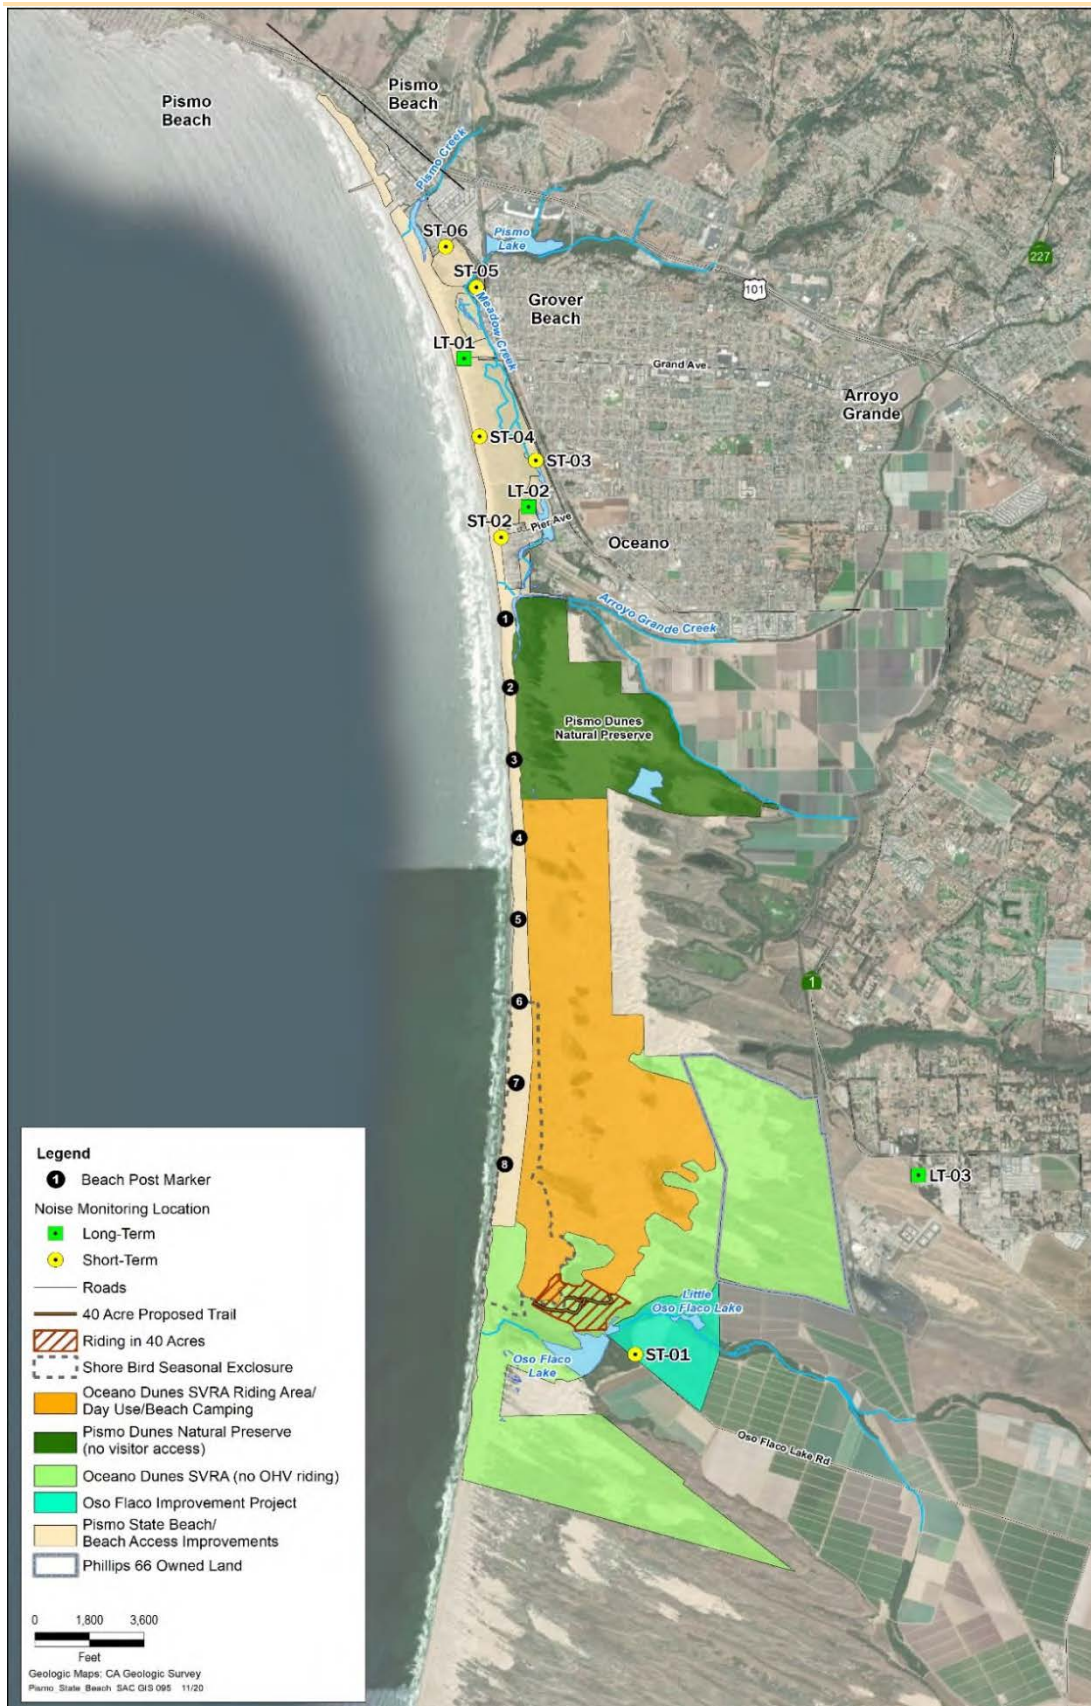 Pismo
Beach
Pismo
Beach
Pismo Creek
ST-06
Pismo
Lake
227
ST-05
101
Grover
Beach
Meadow Creek
LT-01
Grand Ave
Arroyo
Grande
ST-04
ST-03
LT-02
ST-02
Pier Ave
Oceano
Arroyo Grande Creek
1
2
Pismo Dunes
Natural Preserve
3
4
5
1
6
7
8
LT-03
Little
Oso Flaco Lake
ST-01
Oso Flaco
Lake
Oso Flaco Lake Rd
Legend
1 Beach Post Marker
Noise Monitoring Location
Long-Term
Short-Term
Roads
40 Acre Proposed Trail
Riding in 40 Acres
Shore Bird Seasonal Exclosure
Oceano Dunes SVRA Riding Area/
Day Use/Beach Camping
Pismo Dunes Natural Preserve
(no visitor access)
Oceano Dunes SVRA (no OHV riding)
Oso Flaco Improvement Project
Pismo State Beach/
Beach Access Improvements
Phillips 66 Owned Land
0 1,800 3,600
Feet
Geologic Maps: CA Geologic Survey
Pismo_State_Beach_SAC GIS 095 11/20